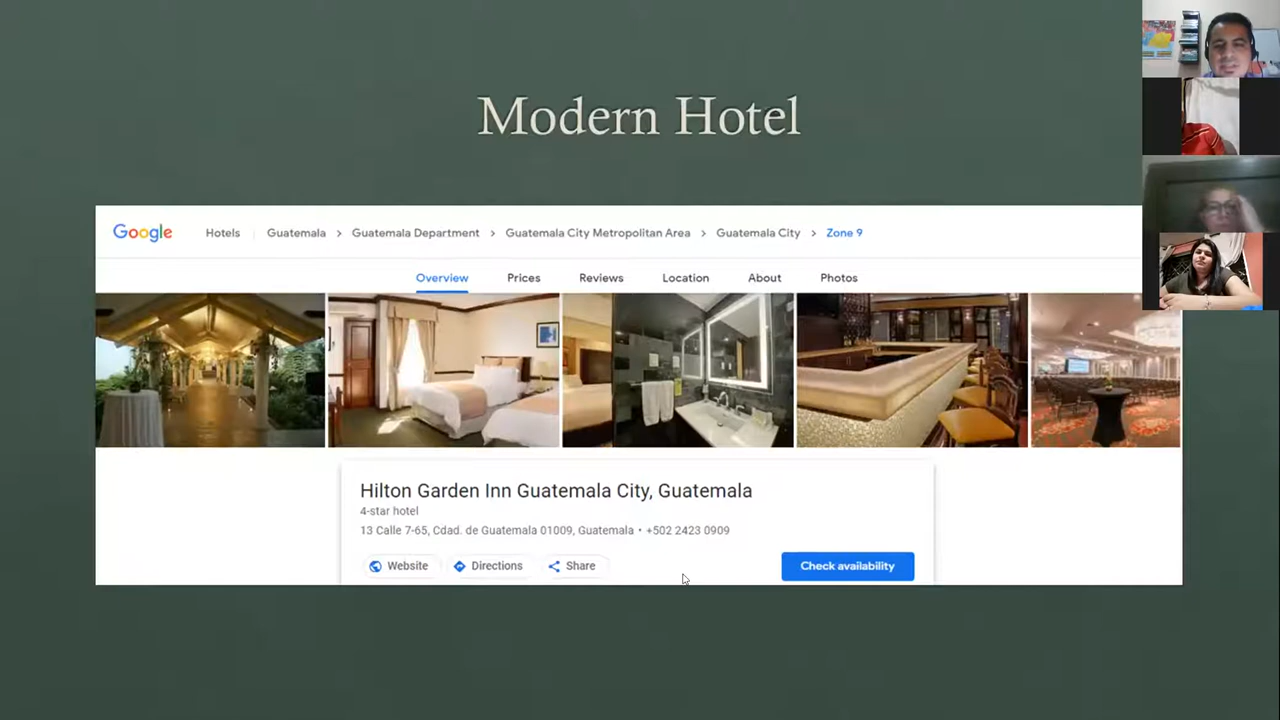 Modern Hotel
Google Hotels Guatemala > Guatemala Department > Guatemala City Metropolitan Area > Guatemala City > Zone 9
Overview Prices Reviews Location About Photos
Hilton Garden Inn Guatemala City, Guatemala
4-star hotel
13 Calle 7-65, Cdad. de Guatemala 01009, Guatemala • +502 2423 0909
Website Directions Share Check availability